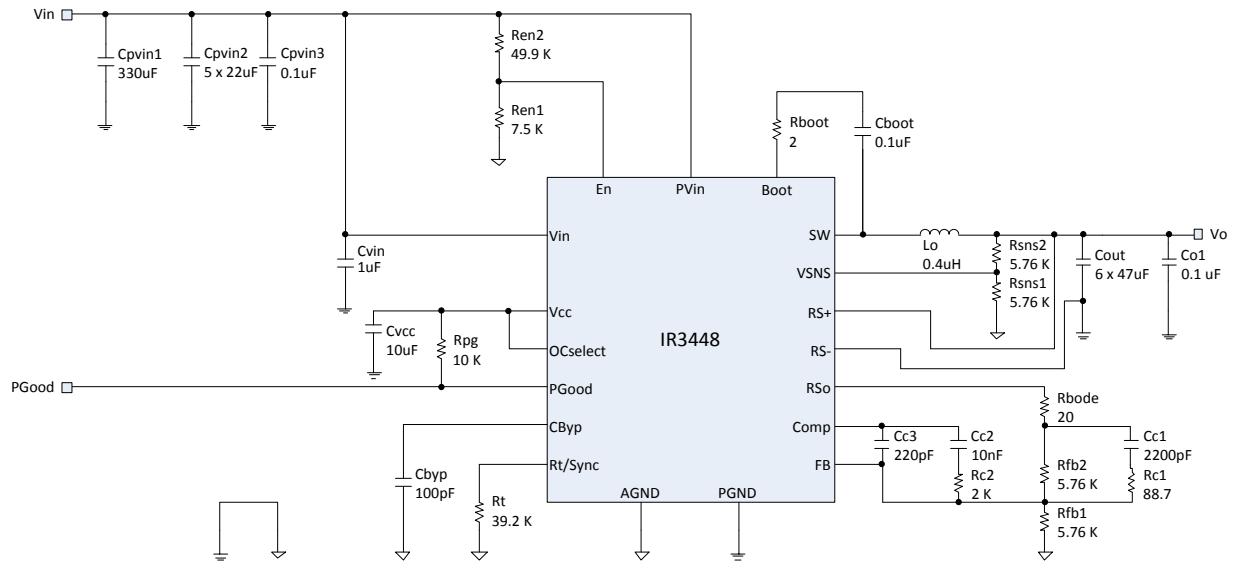 Vin
Cpvin1
330uF
Cpvin2
5 x 22uF
Cpvin3
0.1uF
Ren2
49.9 K
Ren1
7.5 K
Rboot
2
Cboot
0.1uF
En
PVin
Boot
Vin
Cvin
1uF
SW
Lo
0.4uH
Rsns2
5.76 K
VSNS
Rsns1
5.76 K
Cout
6 x 47uF
Co1
0.1 uF
Vo
Vcc
Cvcc
10uF
Rpg
10 K
OCselect
IR3448
RS+
RS-
PGood
PGood
RSo
Rbode
20
CByp
Comp
Cc3
220pF
Cc2
10nF
Cc1
2200pF
Rt/Sync
FB
Cbyp
100pF
Rt
39.2 K
AGND
PGND
Rc2
2 K
Rfb2
5.76 K
Rc1
88.7
Rfb1
5.76 K